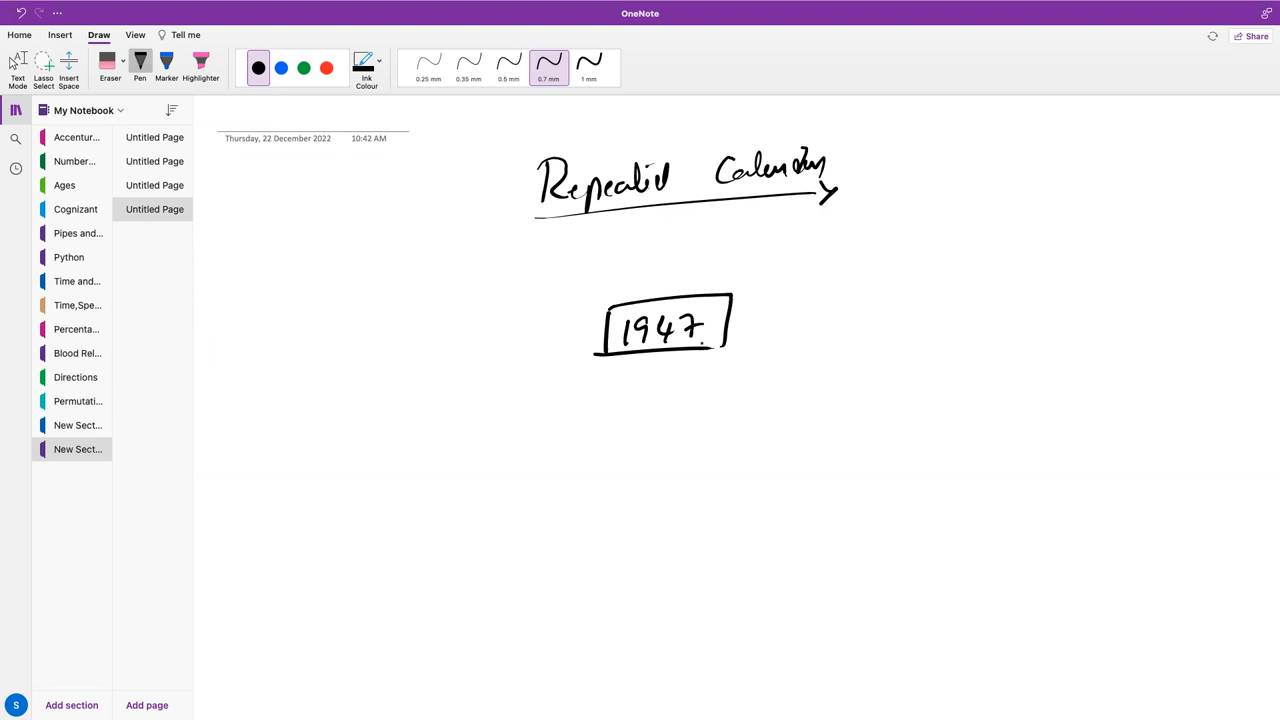 OneNote
Home Insert Draw View Tell me
Share
Text Mode
Lasso Select
Insert Space
Eraser
Pen
Marker
Highlighter
Ink Colour
0.25 mm
0.35 mm
0.5 mm
0.7 mm
1 mm
My Notebook
Accentur... Untitled Page
Number... Untitled Page
Ages Untitled Page
Cognizant Untitled Page
Pipes and...
Python
Time and...
Time,Spe...
Percenta...
Blood Rel...
Directions
Permutati...
New Sect...
New Sect...
Thursday, 22 December 2022 10:42 AM
Repeated Calendar
1947
S
Add section Add page